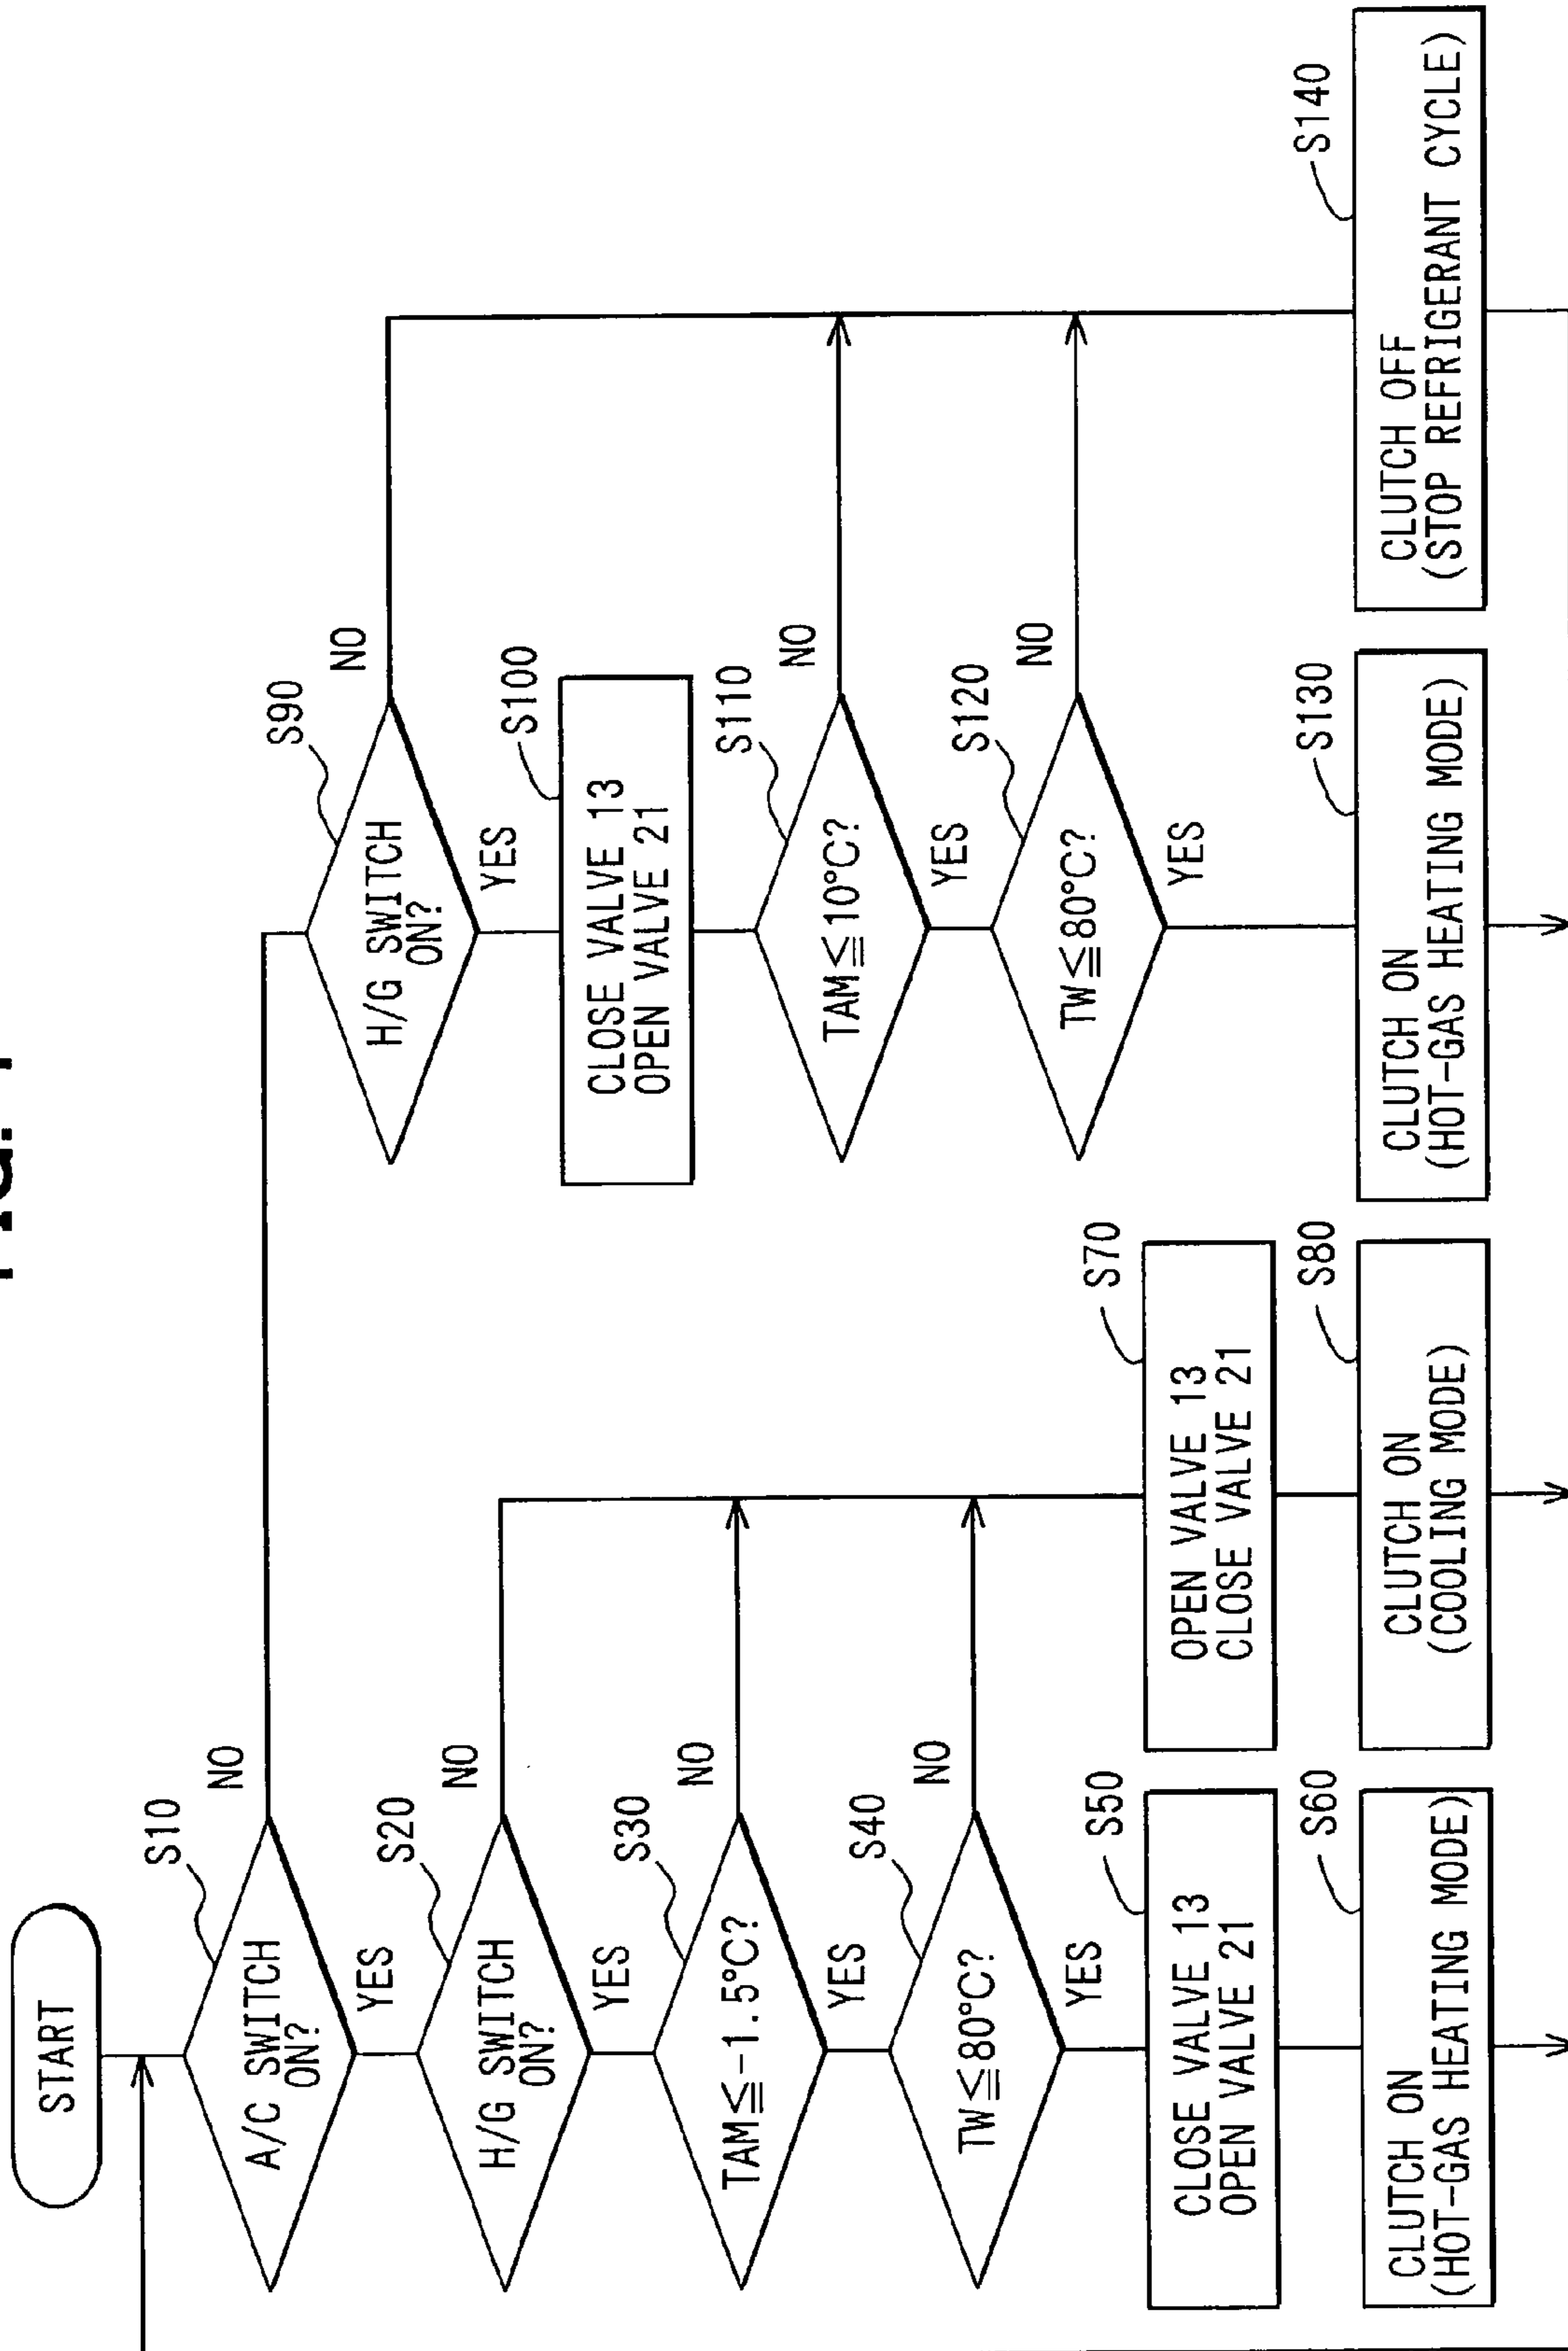 START
A/C SWITCH
ON?
S10
NO
YES
H/G SWITCH
ON?
S20
NO
YES
TAM≦-1.5°C?
S30
NO
YES
TW≦80°C?
S40
NO
YES
CLOSE VALVE 13
OPEN VALVE 21
S50
CLUTCH ON
(HOT-GAS HEATING MODE)
S60
OPEN VALVE 13
CLOSE VALVE 21
S70
CLUTCH ON
(COOLING MODE)
S80
H/G SWITCH
ON?
S90
NO
YES
CLOSE VALVE 13
OPEN VALVE 21
S100
TAM≦10°C?
S110
NO
YES
TW≦80°C?
S120
NO
YES
CLUTCH ON
(HOT-GAS HEATING MODE)
S130
CLUTCH OFF
(STOP REFRIGERANT CYCLE)
S140